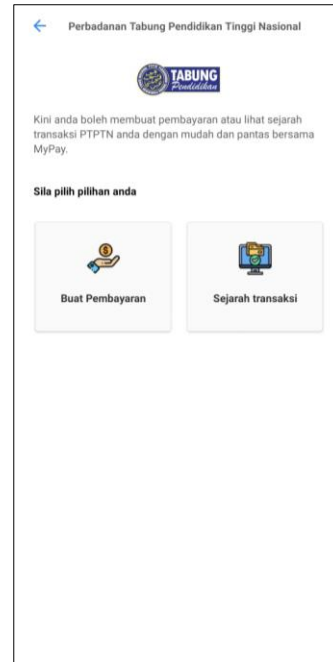 Perbadanan Tabung Pendidikan Tinggi Nasional
TABUNG
Pendidikan
Kini anda boleh membuat pembayaran atau lihat sejarah
transaksi PTPTN anda dengan mudah dan pantas bersama
MyPay.
Sila pilih pilihan anda
Buat Pembayaran
Sejarah transaksi